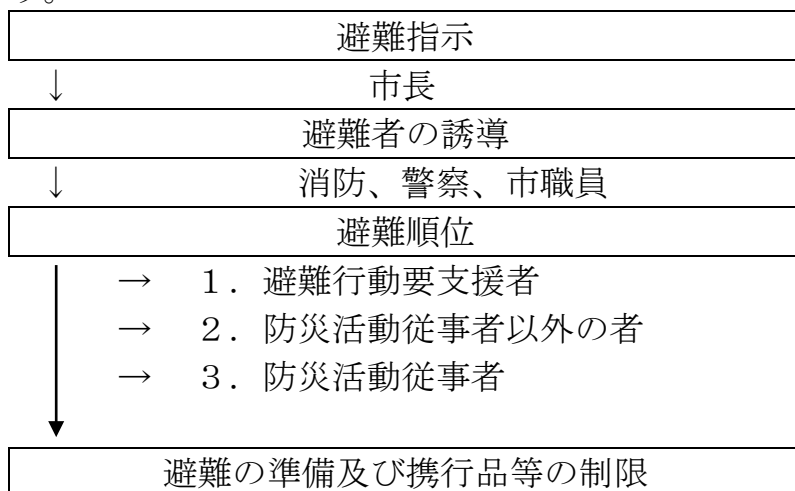 す。
避難指示
↓ 市長
避難者の誘導
↓ 消防、警察、市職員
避難順位
→ １．避難行動要支援者
→ ２．防災活動従事者以外の者
→ ３．防災活動従事者
避難の準備及び携行品等の制限